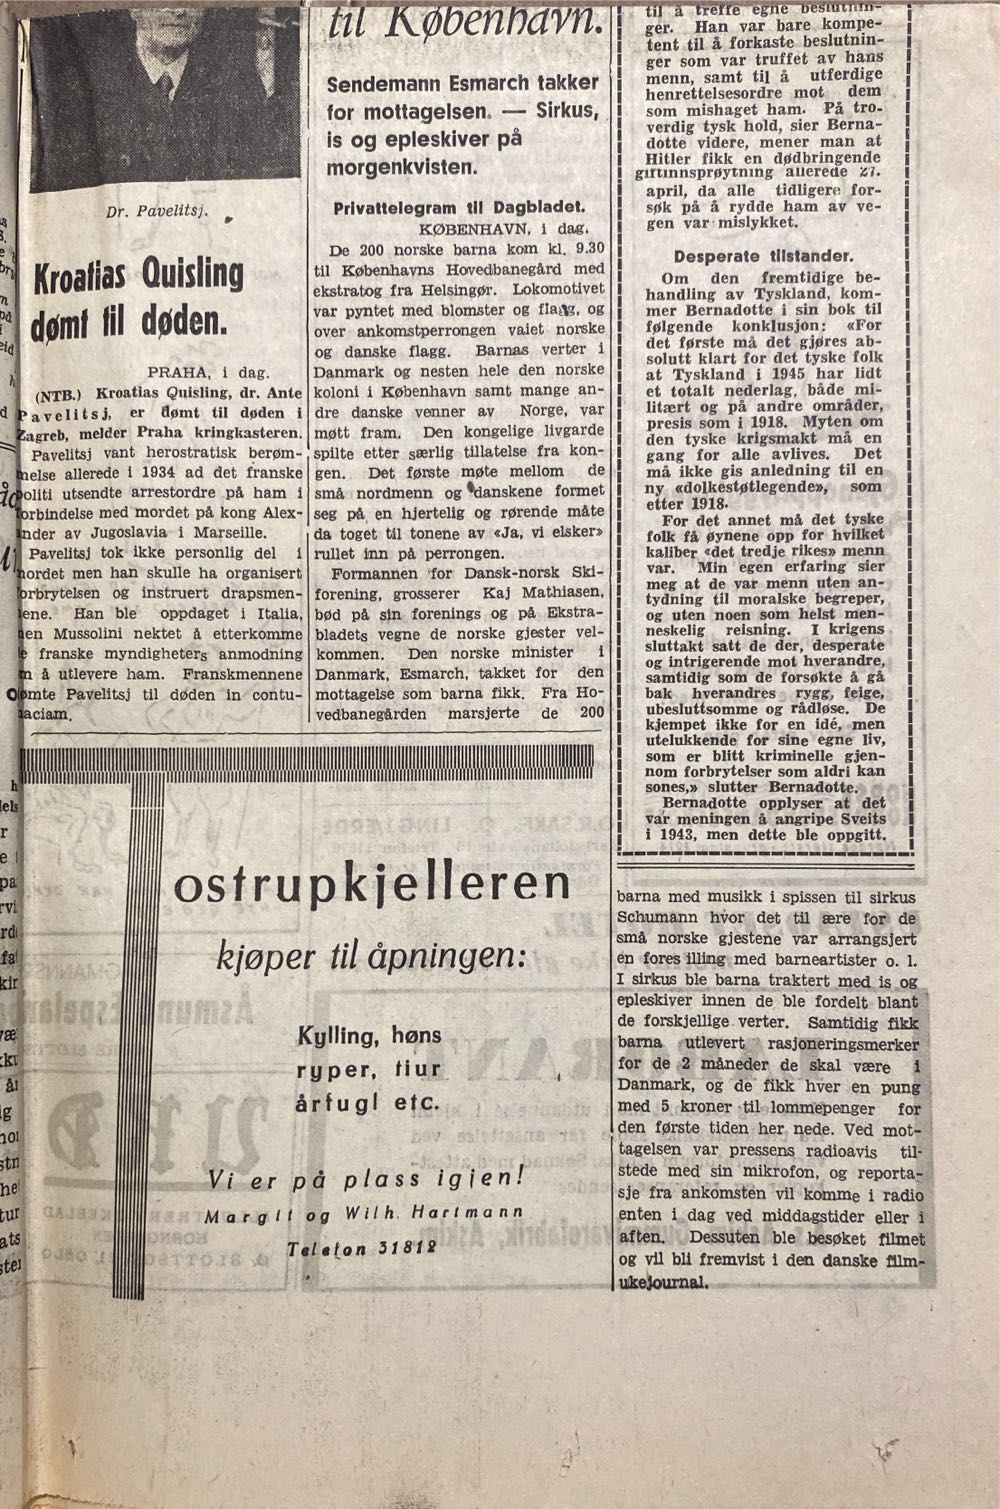 Dr. Pavelitsj.
Kroatias Quisling
dømt til døden.
PRAHA, i dag.
(NTB.) Kroatias Quisling, dr. Ante
Pavelitsj, er dømt til døden i
Zagreb, melder Praha kringkasteren.
Pavelitsj vant herostratisk berøm-
melse allerede i 1934 ad det franske
politi utsendte arrestordre på ham i
forbindelse med mordet på kong Alex-
ander av Jugoslavia i Marseille.
Pavelitsj tok ikke personlig del i
mordet men han skulle ha organisert
forbrytelsen og instruert drapsmen-
ene. Han ble oppdaget i Italia,
men Mussolini nektet å etterkomme
e franske myndigheters anmodning
m å utlevere ham. Franskmennene
ømte Pavelitsj til døden in contu-
aciam.
til København.
Sendemann Esmarch takker
for mottagelsen. — Sirkus,
is og epleskiver på
morgenkvisten.
Privattelegram til Dagbladet.
KØBENHAVN, i dag.
De 200 norske barna kom kl. 9.30
til Københavns Hovedbanegård med
ekstratog fra Helsingør. Lokomotivet
var pyntet med blomster og flagg, og
over ankomstperrongen vaiet norske
og danske flagg. Barnas verter i
Danmark og nesten hele den norske
koloni i København samt mange an-
dre danske venner av Norge, var
møtt fram. Den kongelige livgarde
spilte etter særlig tillatelse fra kon-
gen. Det første møte mellom de
små nordmenn og danskene formet
seg på en hjertelig og rørende måte
da toget til tonene av «Ja, vi elsker»
rullet inn på perrongen.
Formannen for Dansk-norsk Ski-
forening, grosserer Kaj Mathiasen,
bød på sin forenings og på Ekstra-
bladets vegne de norske gjester vel-
kommen. Den norske minister i
Danmark, Esmarch, takket for den
mottagelse som barna fikk. Fra Ho-
vedbanegården marsjerte de 200
til å treffe egne beslutnin-
ger. Han var bare kompe-
tent til å forkaste beslutnin-
ger som var truffet av hans
menn, samt til å utferdige
henrettelsesordre mot dem
som mishaget ham. På tro-
verdig tysk hold, sier Berna-
dotte videre, mener man at
Hitler fikk en dødbringende
giftinnsprøytning allerede 27.
april, da alle tidligere for-
søk på å rydde ham av ve-
gen var mislykket.
Desperate tilstander.
Om den fremtidige be-
handling av Tyskland, kom-
mer Bernadotte i sin bok til
følgende konklusjon: «For
det første må det gjøres ab-
solutt klart for det tyske folk
at Tyskland i 1945 har lidt
et totalt nederlag, både mi-
litært og på andre områder,
presis som i 1918. Myten om
den tyske krigsmakt må en
gang for alle avlives. Det
må ikke gis anledning til en
ny «dolkestøtlegende», som
etter 1918.
For det annet må det tyske
folk få øynene opp for hvilket
kaliber «det tredje rikes» menn
var. Min egen erfaring sier
meg at de var menn uten an-
tydning til moralske begreper,
og uten noen som helst men-
neskelig reisning. I krigens
sluttakt satt de der, desperate
og intrigerende mot hverandre,
samtidig som de forsøkte å gå
bak hverandres rygg, feige,
ubesluttsomme og rådløse. De
kjempet ikke for en idé, men
utelukkende for sine egne liv,
som er blitt kriminelle gjen-
nom forbrytelser som aldri kan
sones,» slutter Bernadotte.
Bernadotte opplyser at det
var meningen å angripe Sveits
i 1943, men dette ble oppgitt.
barna med musikk i spissen til sirkus
Schumann hvor det til ære for de
små norske gjestene var arrangsjert
en fores illing med barneartister o. l.
I sirkus ble barna traktert med is og
epleskiver innen de ble fordelt blant
de forskjellige verter. Samtidig fikk
barna utlevert rasjoneringsmerker
for de 2 måneder de skal være i
Danmark, og de fikk hver en pung
med 5 kroner til lommepenger for
den første tiden her nede. Ved mot-
tagelsen var pressens radioavis til-
stede med sin mikrofon, og reporta-
sje fra ankomsten vil komme i radio
enten i dag ved middagstider eller i
aften. Dessuten ble besøket filmet
og vil bli fremvist i den danske film-
ukejournal.
Tostrupkjelleren
kjøper til åpningen:
Kylling, høns
ryper, tiur
årfugl etc.
Vi er på plass igjen!
Margit og Wilh. Hartmann
Telefon 31812